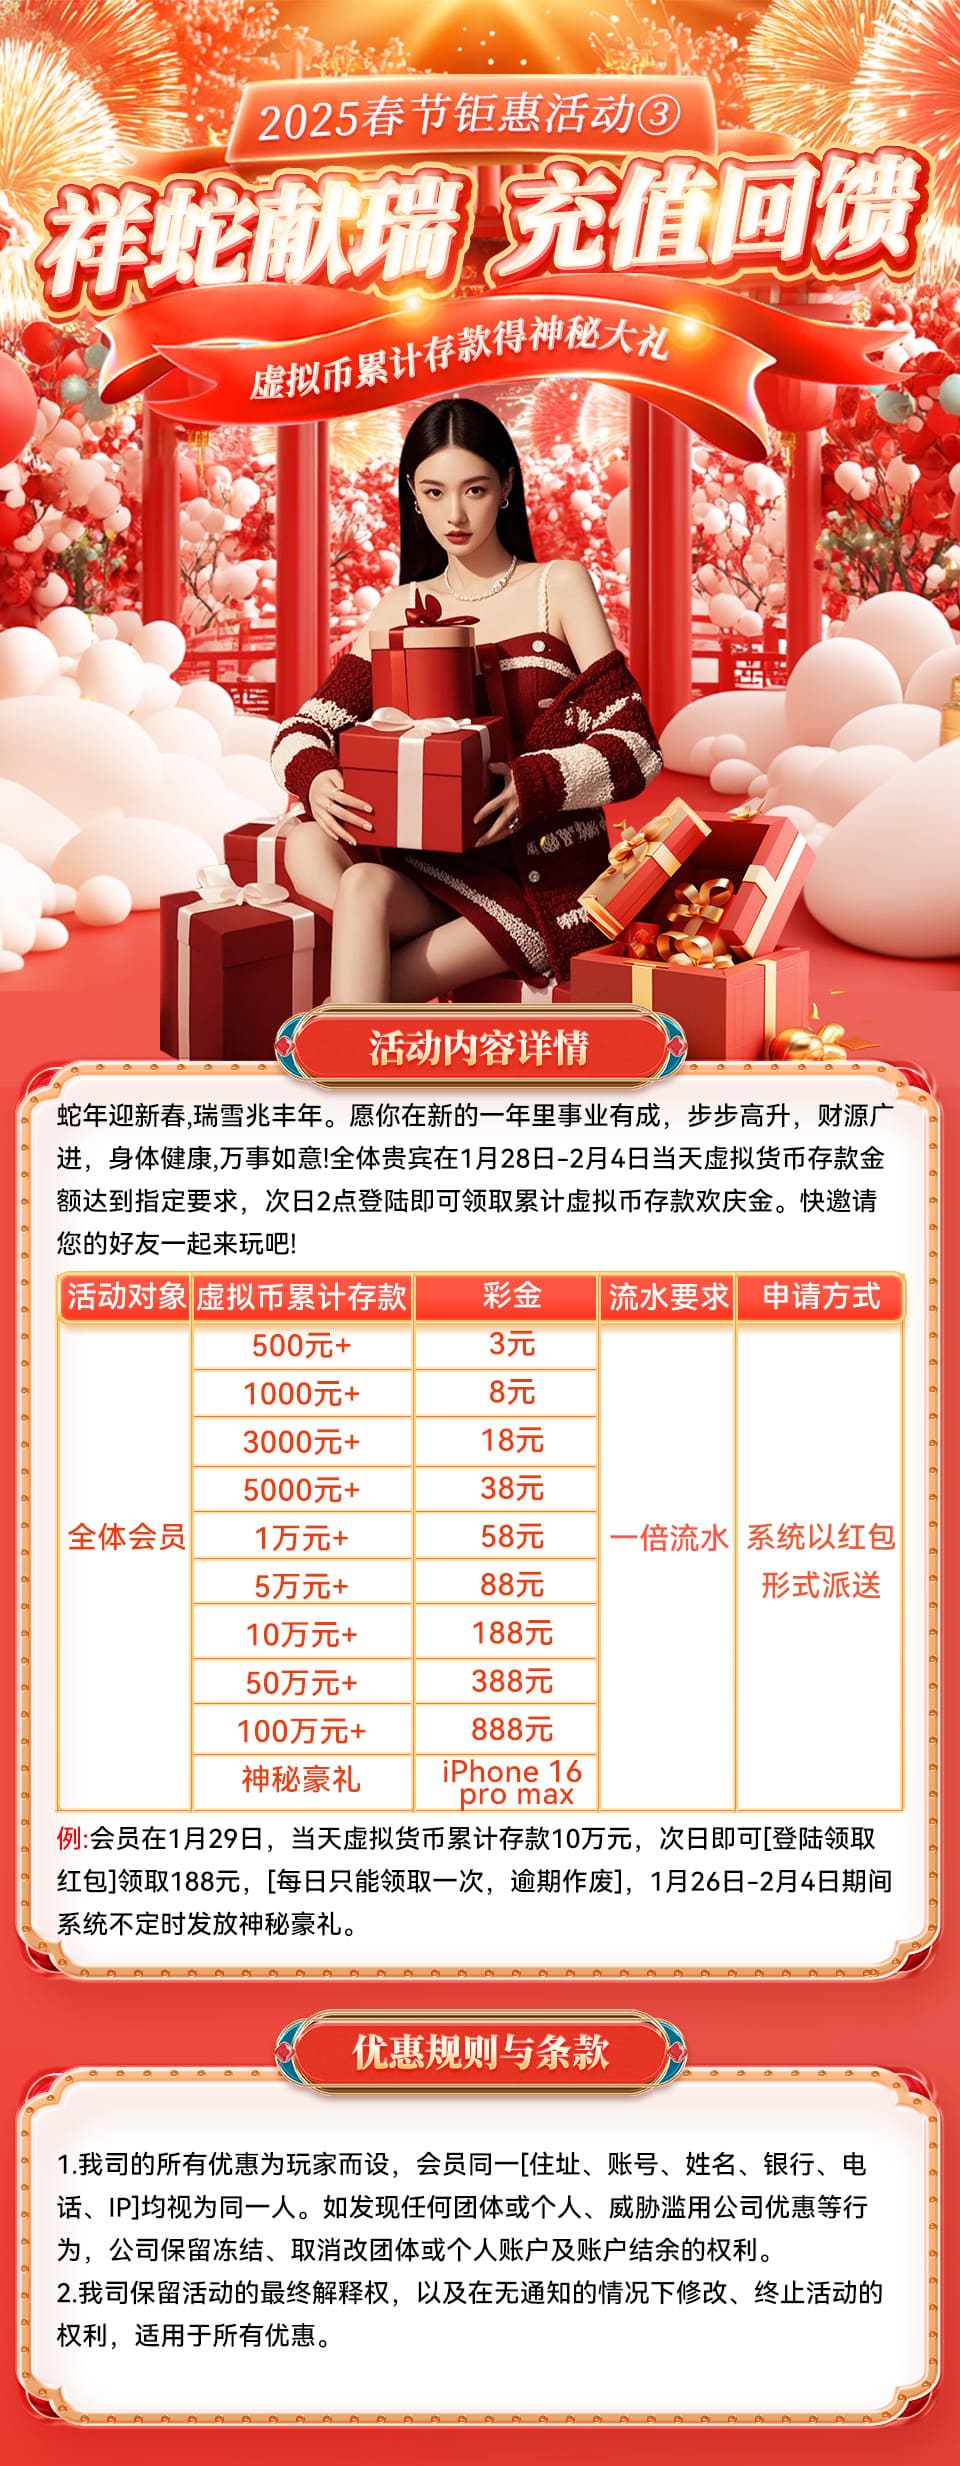 2025春节钜惠活动③
祥蛇献瑞 充值回馈
虚拟币累计存款得神秘大礼
活动内容详情
蛇年迎新春,瑞雪兆丰年。愿你在新的一年里事业有成，步步高升，财源广
进，身体健康,万事如意!全体贵宾在1月28日-2月4日当天虚拟货币存款金
额达到指定要求，次日2点登陆即可领取累计虚拟币存款欢庆金。快邀请
您的好友一起来玩吧!
活动对象 虚拟币累计存款 彩金 流水要求 申请方式
500元+ 3元
1000元+ 8元
3000元+ 18元
5000元+ 38元
全体会员 1万元+ 58元 一倍流水 系统以红包
5万元+ 88元 形式派送
10万元+ 188元
50万元+ 388元
100万元+ 888元
神秘豪礼 iPhone 16
pro max
例:会员在1月29日，当天虚拟货币累计存款10万元，次日即可[登陆领取
红包]领取188元，[每日只能领取一次，逾期作废]，1月26日-2月4日期间
系统不定时发放神秘豪礼。
优惠规则与条款
1.我司的所有优惠为玩家而设，会员同一[住址、账号、姓名、银行、电
话、IP]均视为同一人。如发现任何团体或个人、威胁滥用公司优惠等行
为，公司保留冻结、取消改团体或个人账户及账户结余的权利。
2.我司保留活动的最终解释权，以及在无通知的情况下修改、终止活动的
权利，适用于所有优惠。